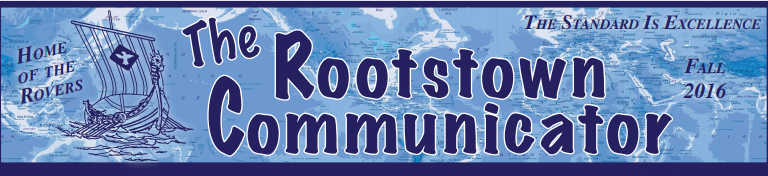 HOME
OF THE
ROVERS
The Rootstown
Communicator
THE STANDARD IS EXCELLENCE
FALL
2016